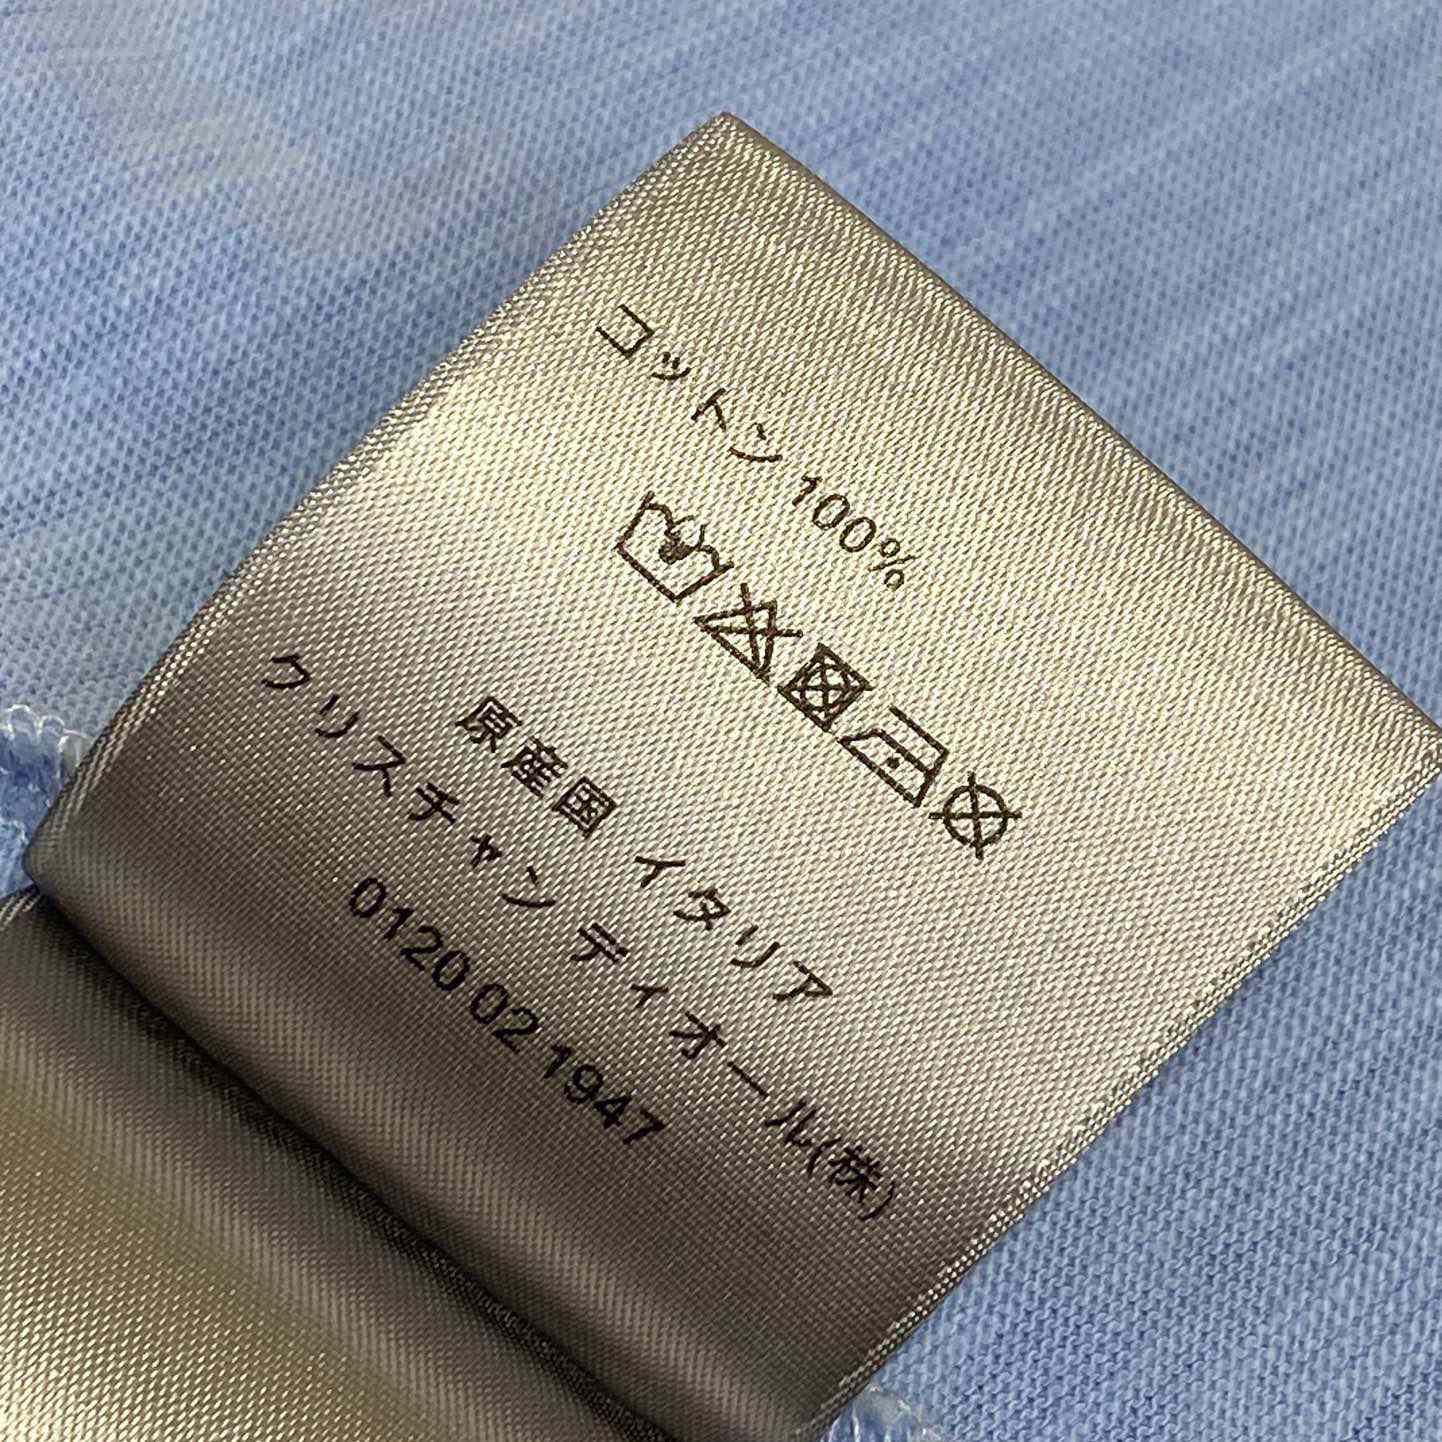 コットン 100%
原産国 イタリア
クリスチャン ディオール(株)
0120 02 1947